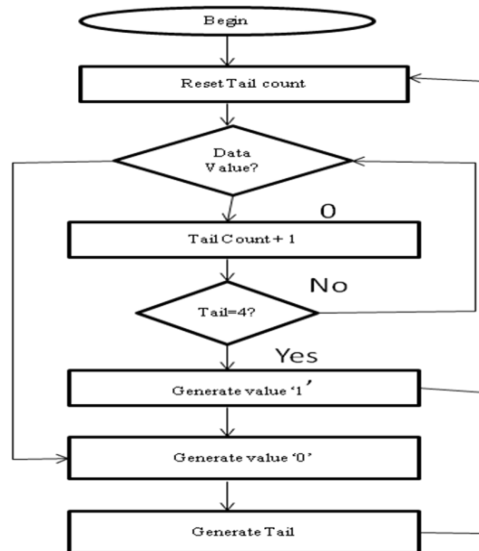 Begin
Reset Tail count
Data
Value?
0
Tail Count + 1
No
Tail=4?
Yes
Generate value ‘1’
Generate value ‘0’
Generate Tail